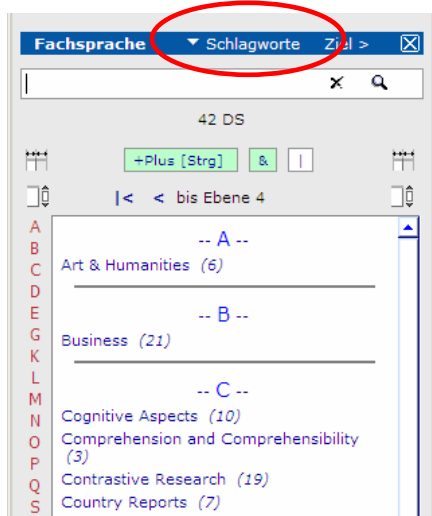 Fachsprache Schlagworte Ziel >
42 DS
+Plus [Strg] & |
|< < bis Ebene 4
A
B
C
D
E
G
K
L
M
N
O
P
Q
S
-- A --
Art & Humanities (6)
-- B --
Business (21)
-- C --
Cognitive Aspects (10)
Comprehension and Comprehensibility
(3)
Contrastive Research (19)
Country Reports (7)